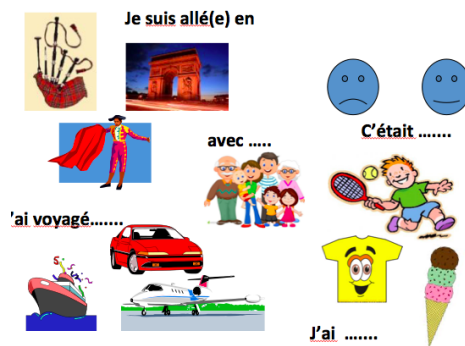 Je suis allé(e) en
avec …..
C’était …....
’ai voyagé…....
J’ai …....